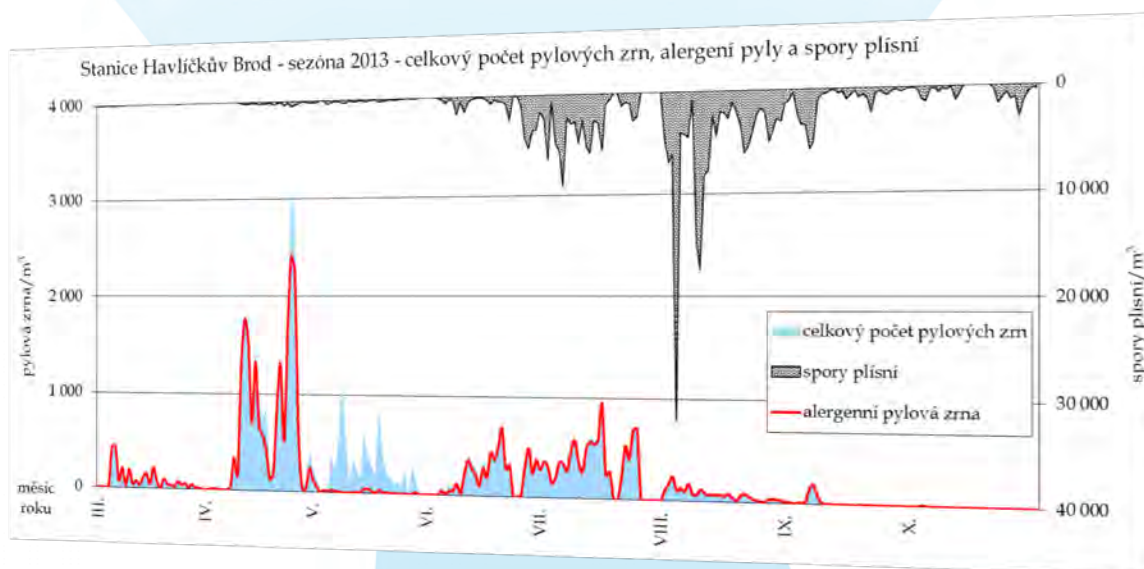 Stanice Havlíčkův Brod - sezóna 2013 - celkový počet pylových zrn, alergení pyly a spory plísní
4 000
3 000
2 000
1 000
0
pylová zrna/m³
měsíc
roku
III.
IV.
V.
VI.
VII.
VIII.
IX.
X.
0
10 000
20 000
30 000
40 000
spory plísní/m³
celkový počet pylových zrn
spory plísní
alergenní pylová zrna